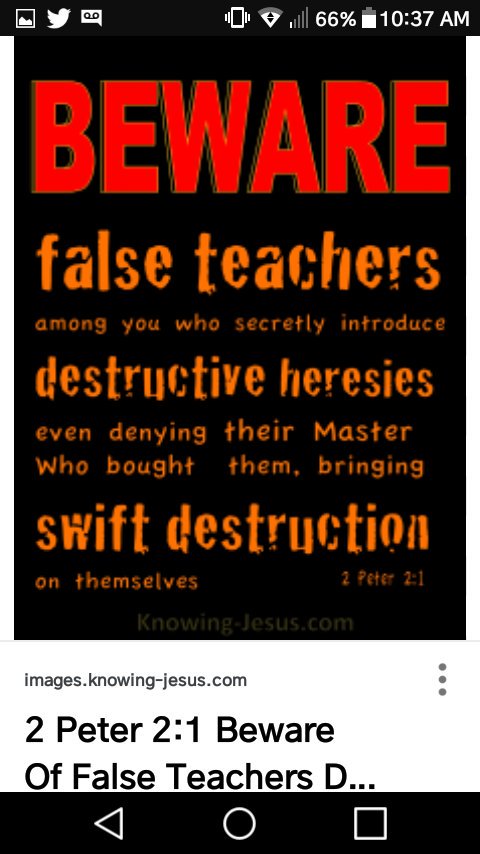 66% 10:37 AM
BEWARE
false teachers
among you who secretly introduce
destructive heresies
even denying their Master
Who bought them, bringing
swift destruction
on themselves 2 Peter 2:1
Knowing-Jesus.com
images.knowing-jesus.com
2 Peter 2:1 Beware
Of False Teachers D...